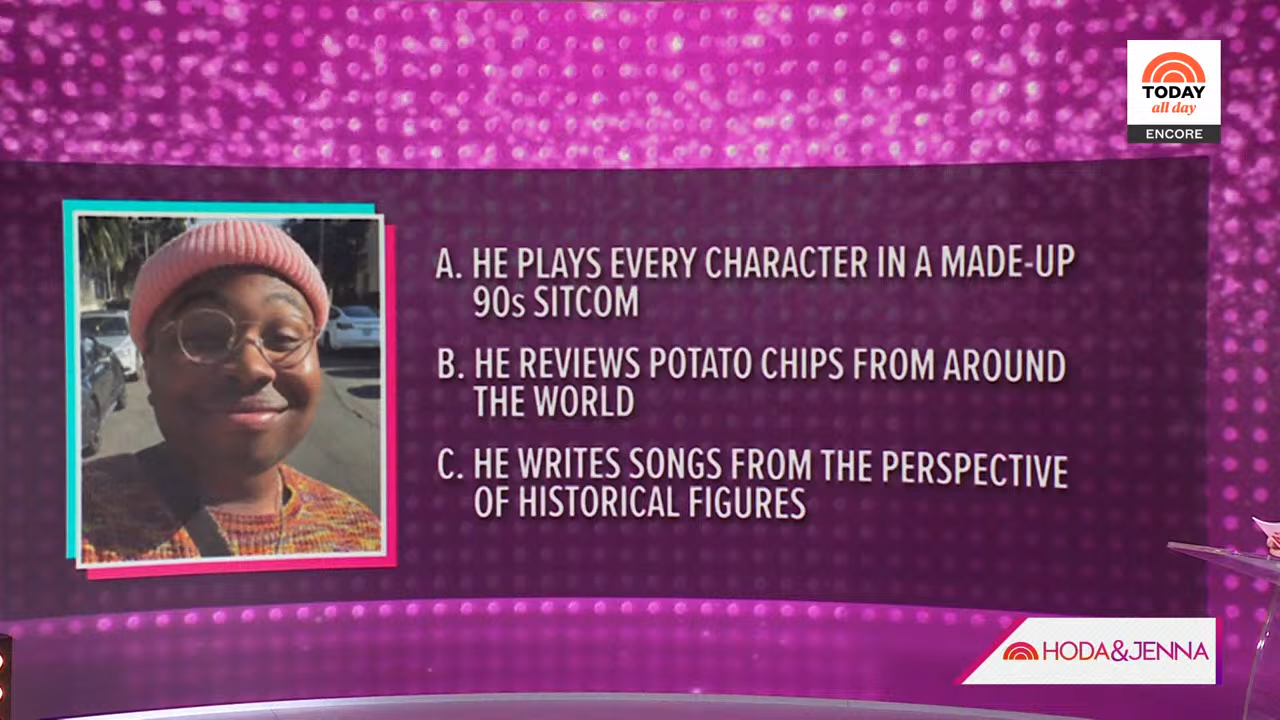 TODAY
all day
ENCORE
A. HE PLAYS EVERY CHARACTER IN A MADE-UP
90s SITCOM
B. HE REVIEWS POTATO CHIPS FROM AROUND
THE WORLD
C. HE WRITES SONGS FROM THE PERSPECTIVE
OF HISTORICAL FIGURES
HODA&JENNA